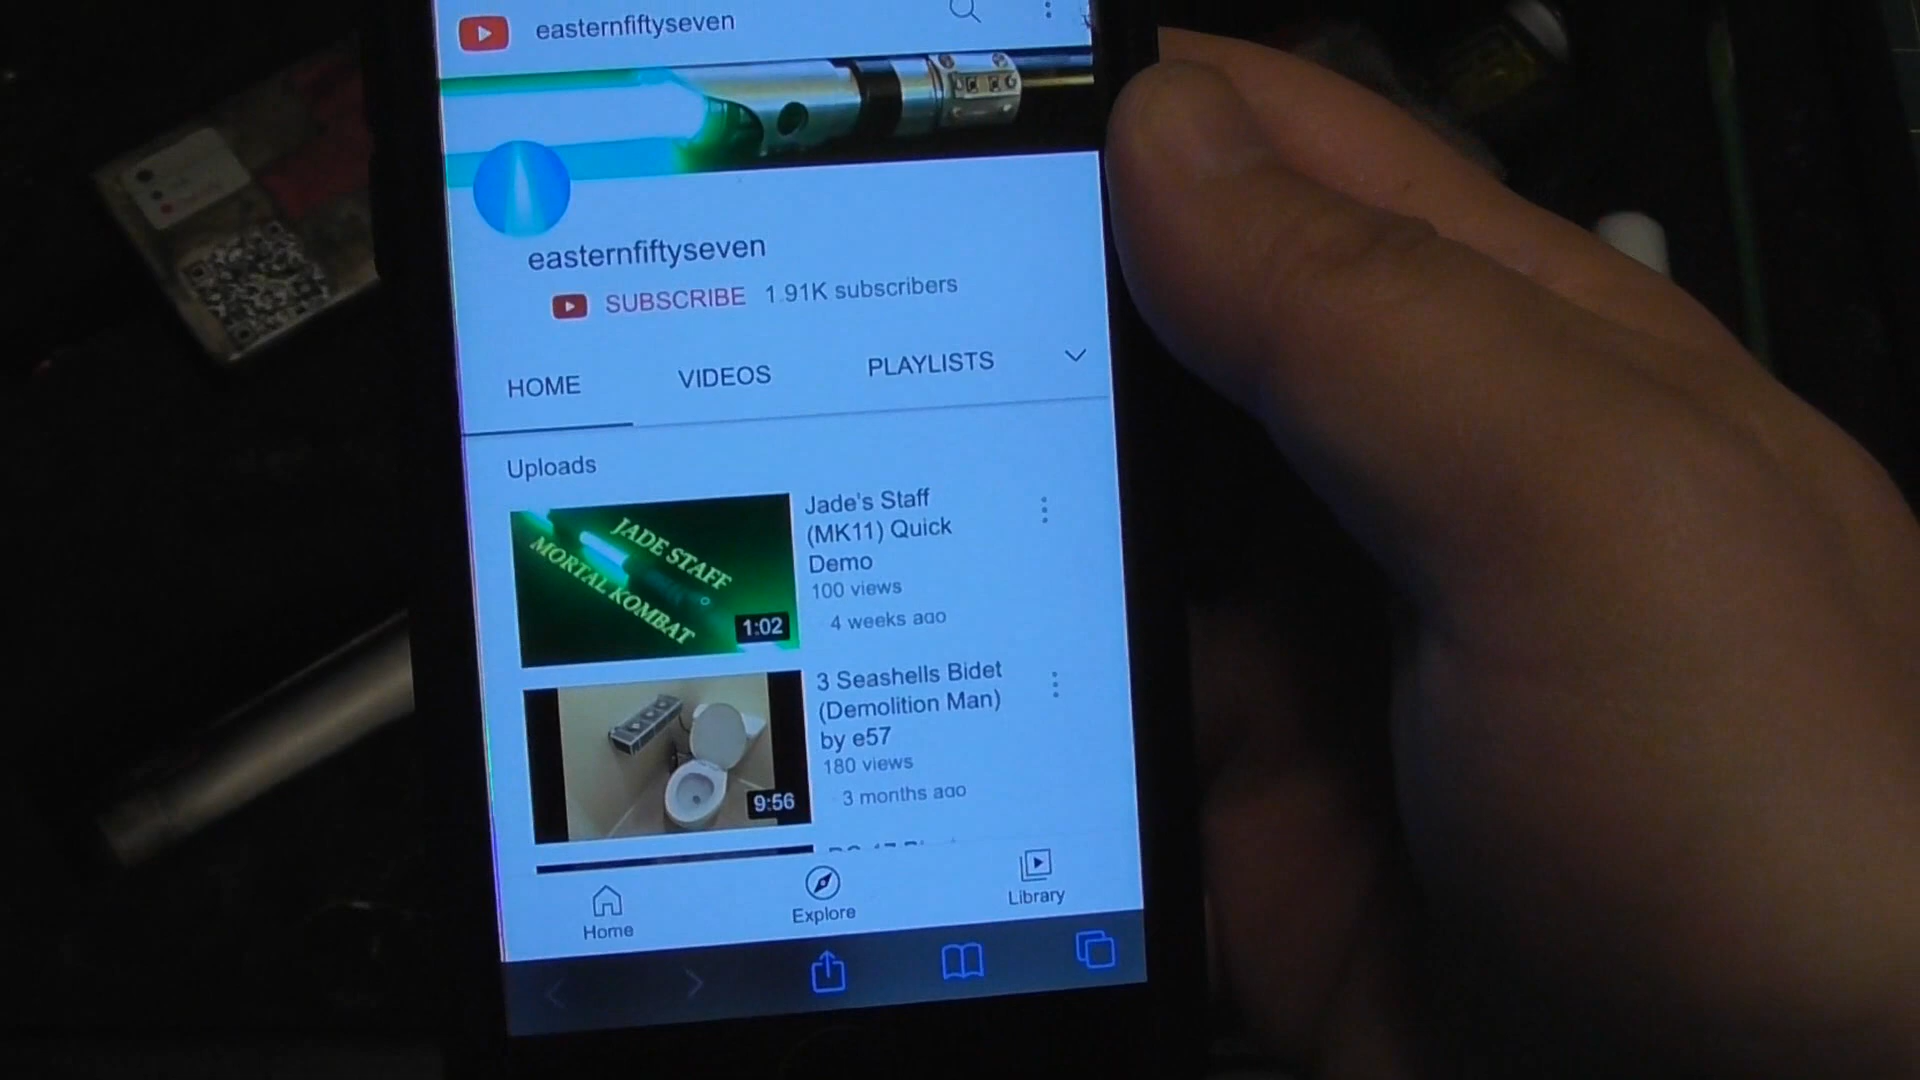 easternfiftyseven
easternfiftyseven
SUBSCRIBE 1.91K subscribers
HOME VIDEOS PLAYLISTS
Uploads
JADE STAFF
MORTAL KOMBAT
1:02
Jade's Staff
(MK11) Quick
Demo
100 views
4 weeks ago
9:56
3 Seashells Bidet
(Demolition Man)
by e57
180 views
3 months ago
Home
Explore
Library